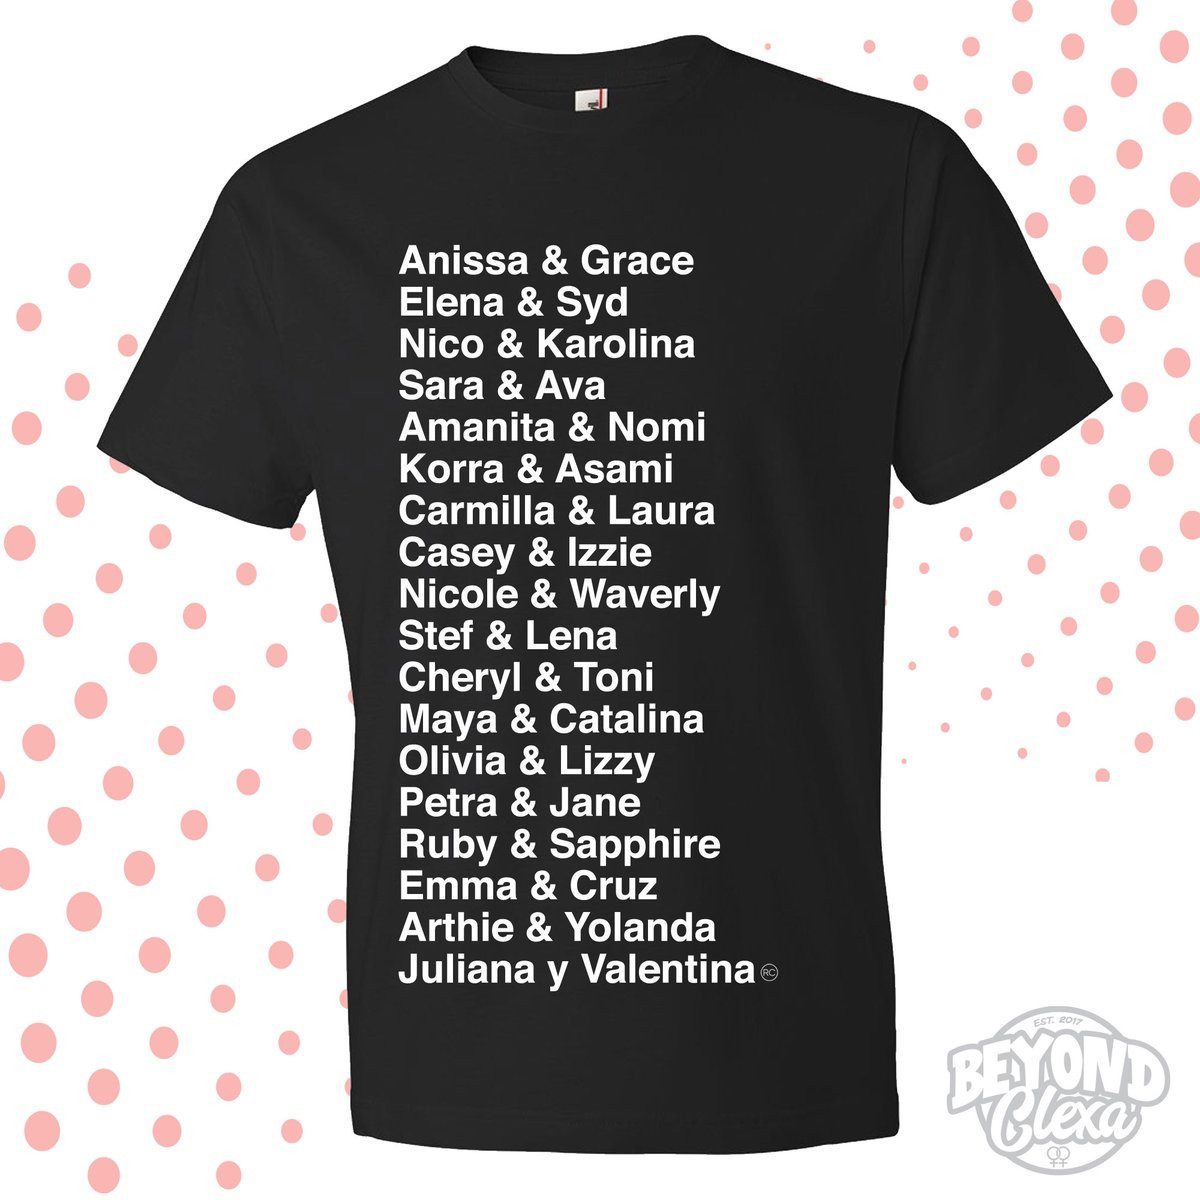 Anissa & Grace
Elena & Syd
Nico & Karolina
Sara & Ava
Amanita & Nomi
Korra & Asami
Carmilla & Laura
Casey & Izzie
Nicole & Waverly
Stef & Lena
Cheryl & Toni
Maya & Catalina
Olivia & Lizzy
Petra & Jane
Ruby & Sapphire
Emma & Cruz
Arthie & Yolanda
Juliana y Valentina RC
EST. 2017
BEYOND
Clexa